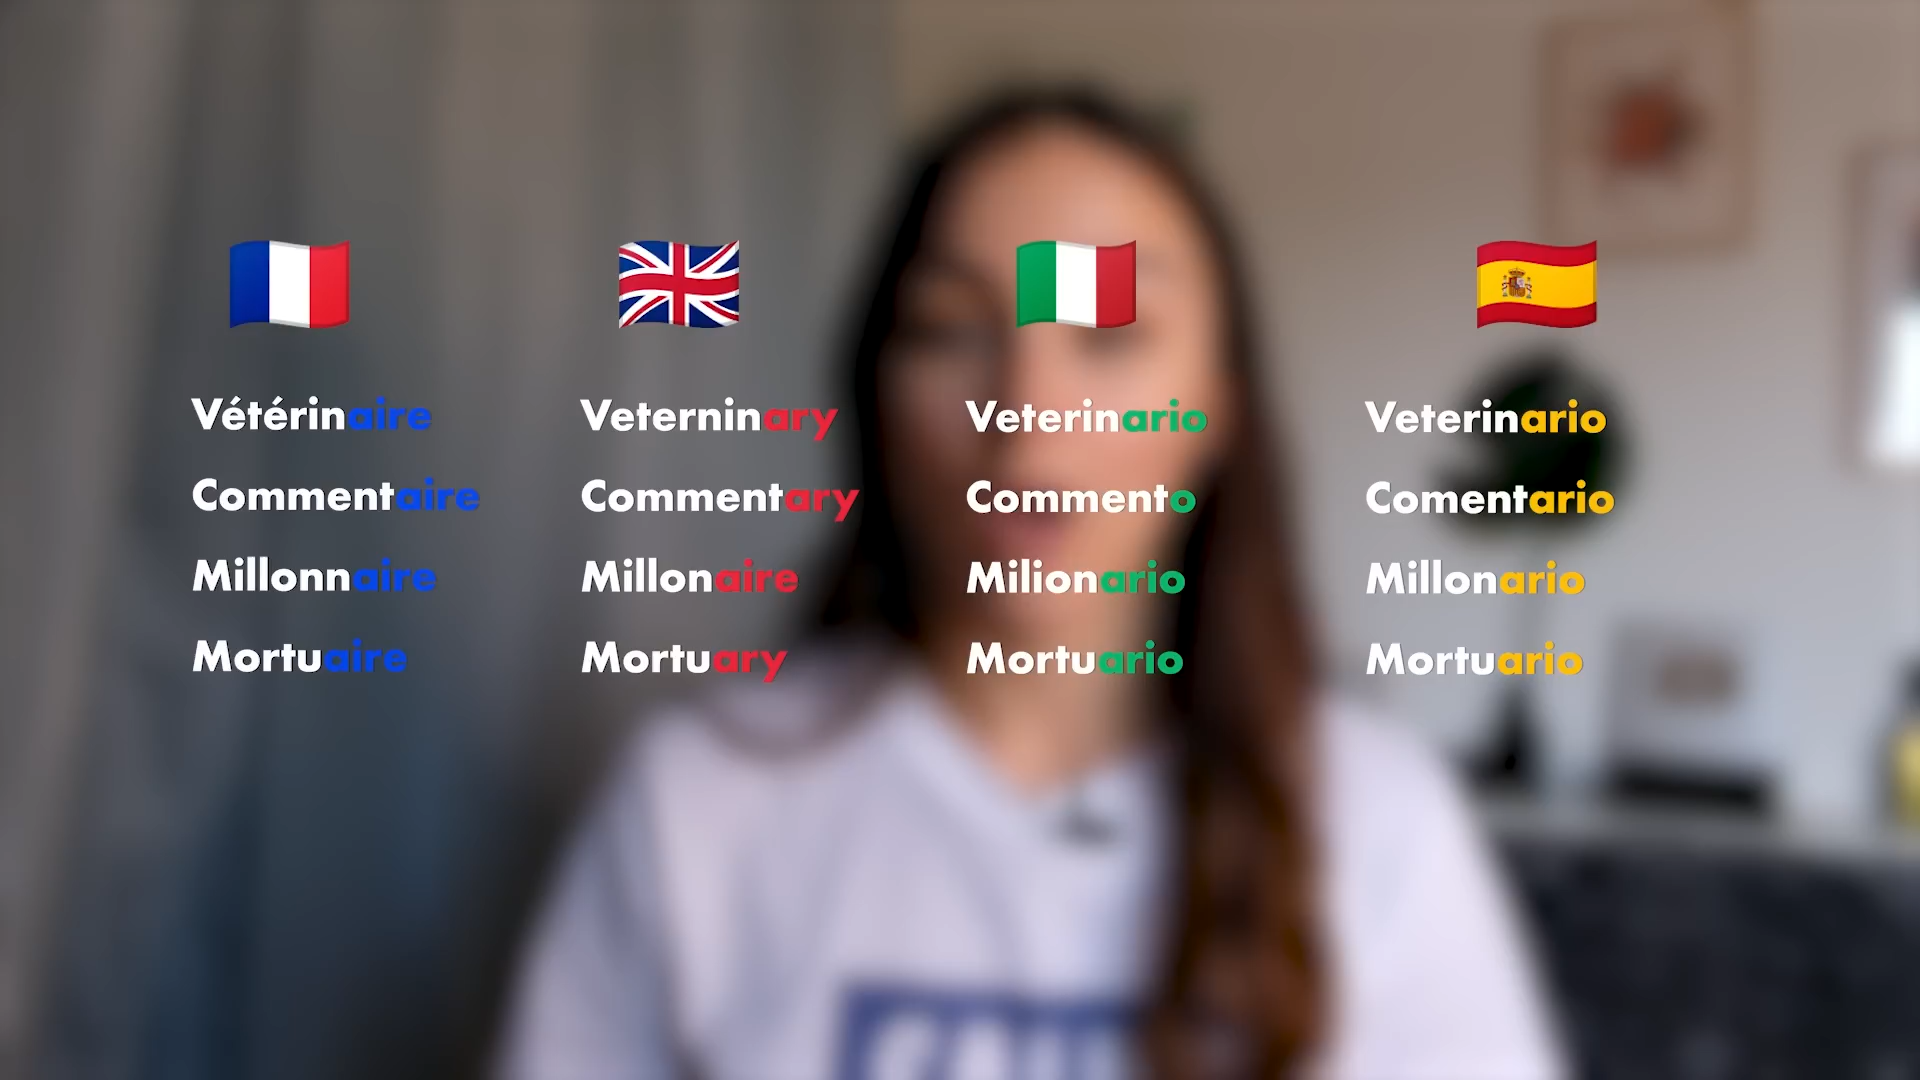 Vétérinaire Veterninary Veterinario Veterinario
Commentaire Commentary Commento Comentario
Millonnaire Millonaire Milionario Millonario
Mortuaire Mortuary Mortuario Mortuario